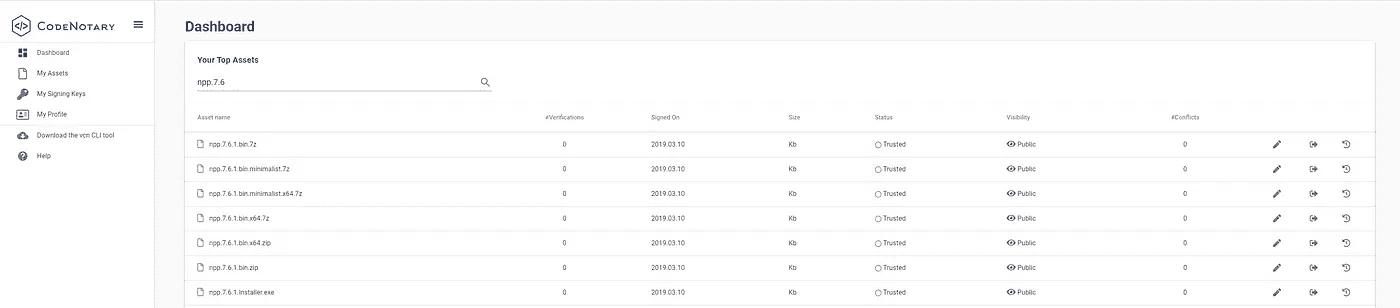 CODENOTARY
Dashboard
My Assets
My Signing Keys
My Profile
Download the vcn CLI tool
Help
Dashboard
Your Top Assets
npp.7.6
Asset name #Verifications Signed On Size Status Visibility #Conflicts
npp.7.6.1.bin.7z 0 2019.03.10 Kb Trusted Public 0
npp.7.6.1.bin.minimalist.7z 0 2019.03.10 Kb Trusted Public 0
npp.7.6.1.bin.minimalist.x64.7z 0 2019.03.10 Kb Trusted Public 0
npp.7.6.1.bin.x64.7z 0 2019.03.10 Kb Trusted Public 0
npp.7.6.1.bin.x64.zip 0 2019.03.10 Kb Trusted Public 0
npp.7.6.1.bin.zip 0 2019.03.10 Kb Trusted Public 0
npp.7.6.1.Installer.exe 0 2019.03.10 Kb Trusted Public 0